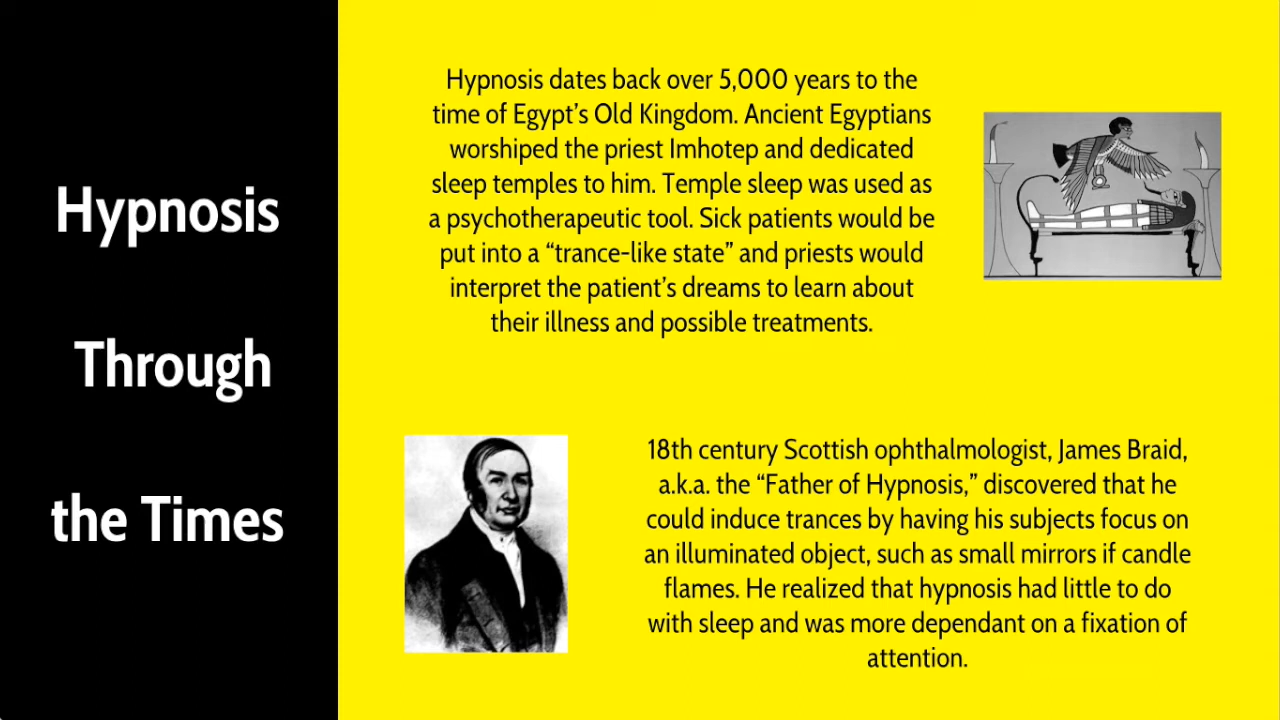 Hypnosis
Through
the Times
Hypnosis dates back over 5,000 years to the
time of Egypt's Old Kingdom. Ancient Egyptians
worshiped the priest Imhotep and dedicated
sleep temples to him. Temple sleep was used as
a psychotherapeutic tool. Sick patients would be
put into a “trance-like state” and priests would
interpret the patient's dreams to learn about
their illness and possible treatments.
18th century Scottish ophthalmologist, James Braid,
a.k.a. the “Father of Hypnosis,” discovered that he
could induce trances by having his subjects focus on
an illuminated object, such as small mirrors if candle
flames. He realized that hypnosis had little to do
with sleep and was more dependant on a fixation of
attention.